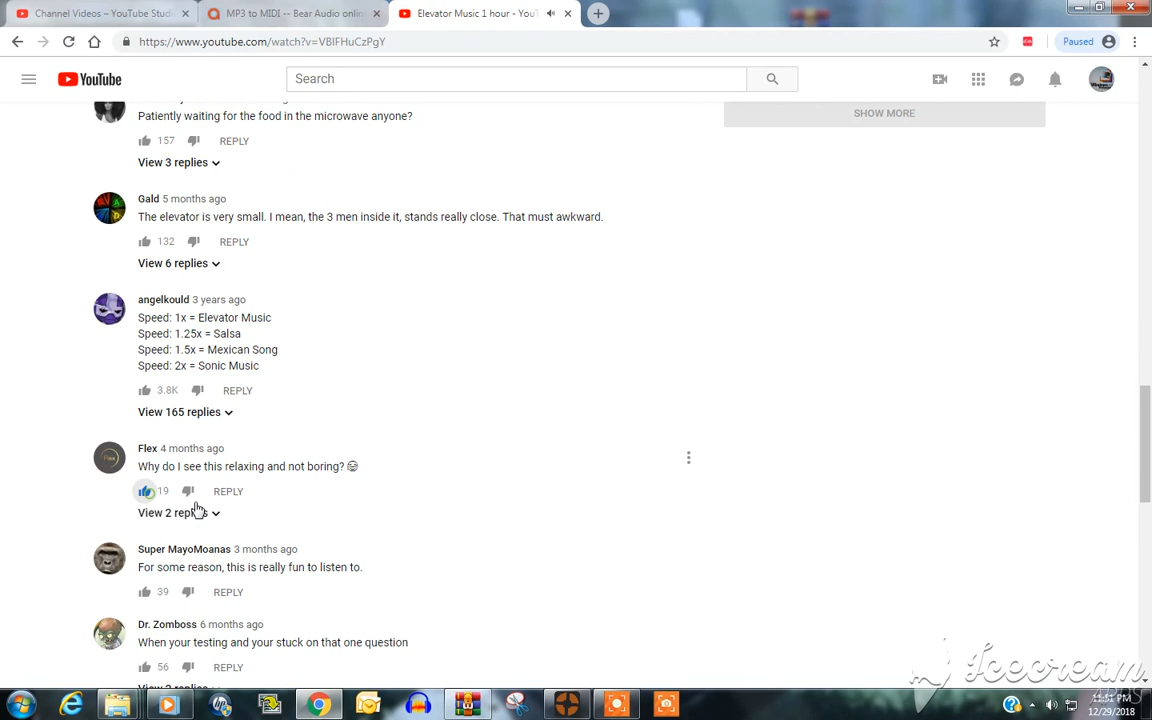 Channel Videos - YouTube Stud
MP3 to MIDI -- Bear Audio onlin
Elevator Music 1 hour - YouT
https://www.youtube.com/watch?v=VBlFHuCzPgY
Paused
YouTube
Search
Patiently waiting for the food in the microwave anyone?
SHOW MORE
157 REPLY
View 3 replies
Gald 5 months ago
The elevator is very small. I mean, the 3 men inside it, stands really close. That must awkward.
132 REPLY
View 6 replies
angelkould 3 years ago
Speed: 1x = Elevator Music
Speed: 1.25x = Salsa
Speed: 1.5x = Mexican Song
Speed: 2x = Sonic Music
3.8K REPLY
View 165 replies
Flex 4 months ago
Why do I see this relaxing and not boring? 😂
19 REPLY
View 2 replies
Super MayoMoanas 3 months ago
For some reason, this is really fun to listen to.
39 REPLY
Dr. Zomboss 6 months ago
When your testing and your stuck on that one question
56 REPLY
Icecream
APPS
11:51 PM
12/29/2018